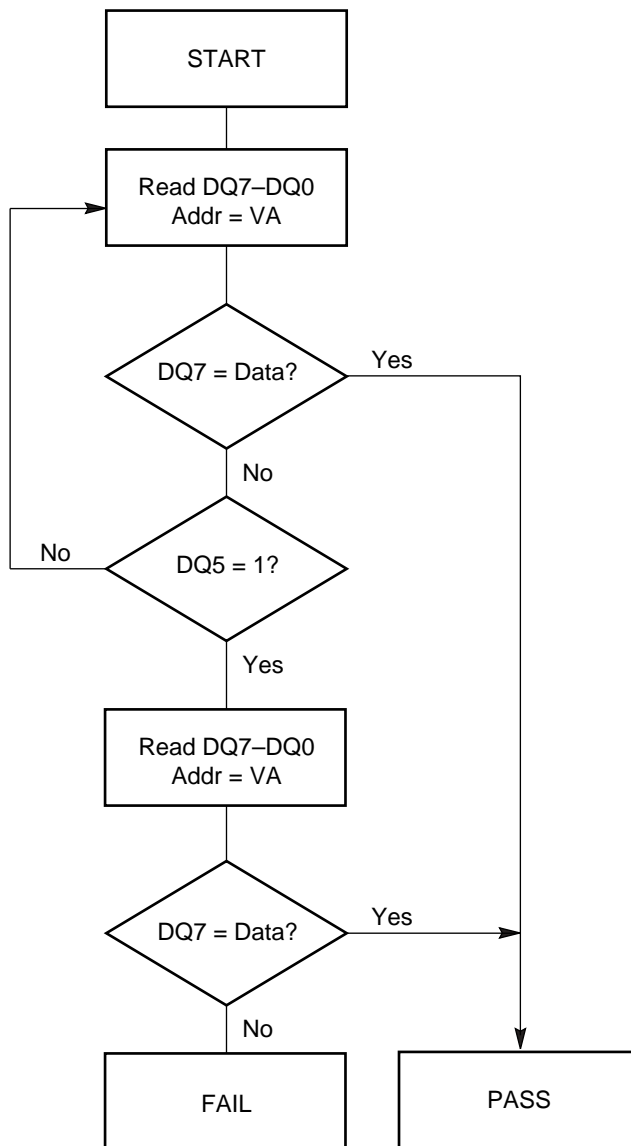 START
Read DQ7–DQ0
Addr = VA
DQ7 = Data?
Yes
No
No
DQ5 = 1?
Yes
Read DQ7–DQ0
Addr = VA
DQ7 = Data?
Yes
No
FAIL
PASS